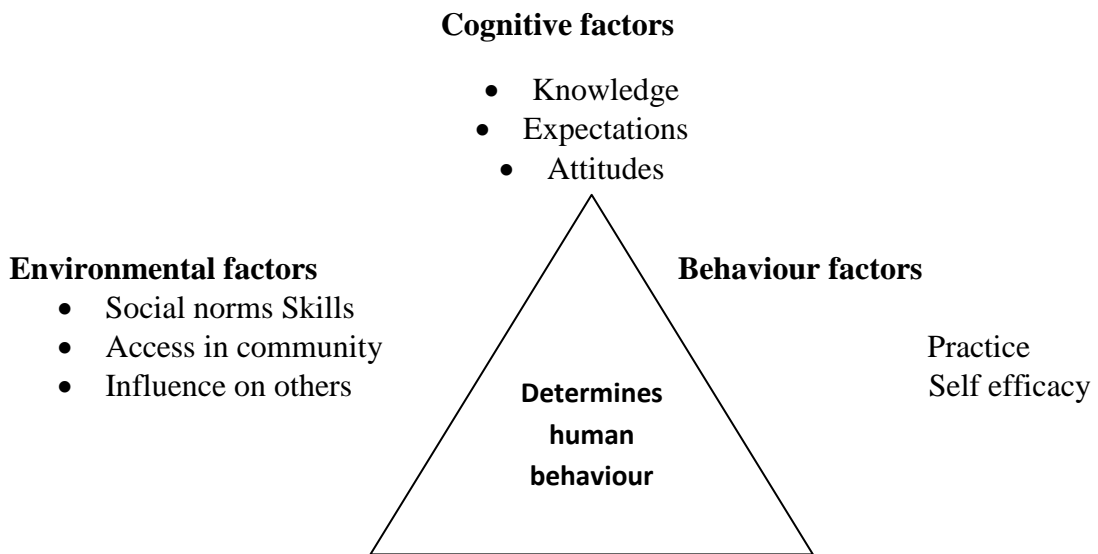 Cognitive factors
• Knowledge
• Expectations
• Attitudes
Environmental factors
• Social norms Skills
• Access in community
• Influence on others
Behaviour factors
Practice
Self efficacy
Determines
human
behaviour